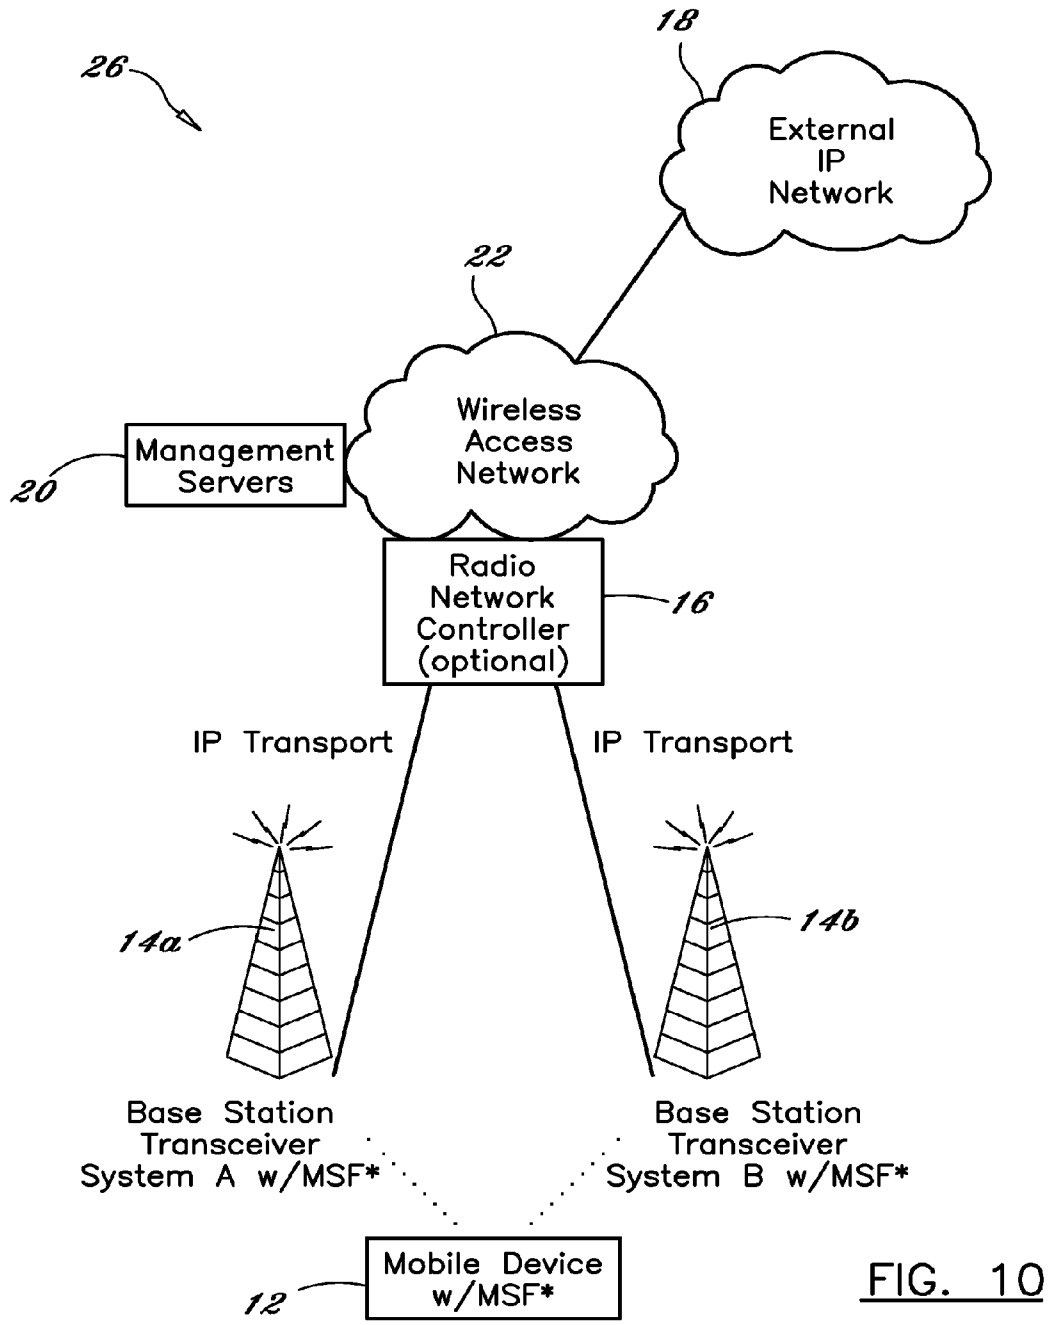 18
26
External
IP
Network
22
Wireless
Access
Network
Management
Servers
20
Radio
Network
Controller
(optional)
16
IP Transport
IP Transport
14a
14b
Base Station
Transceiver
System A w/MSF*
Base Station
Transceiver
System B w/MSF*
Mobile Device
w/MSF*
12
FIG. 10